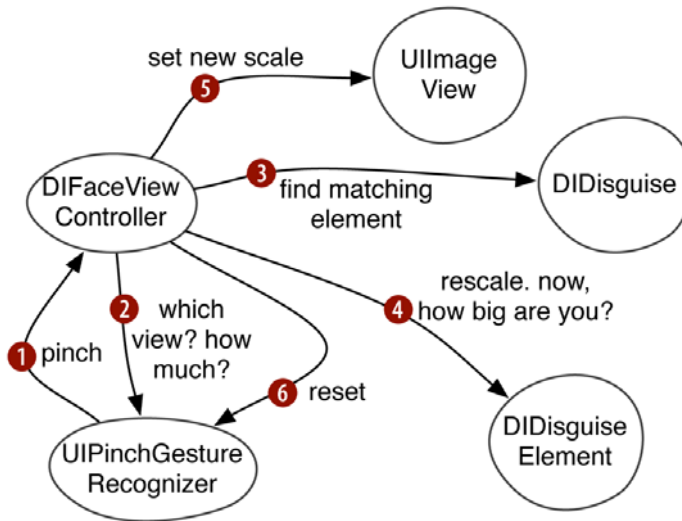 set new scale
5
UIImage
View
DIFaceView
Controller
3
find matching
element
DIDisguise
rescale. now,
4
how big are you?
2
which
view? how
much?
1
pinch
6
reset
UIPinchGesture
Recognizer
DIDisguise
Element